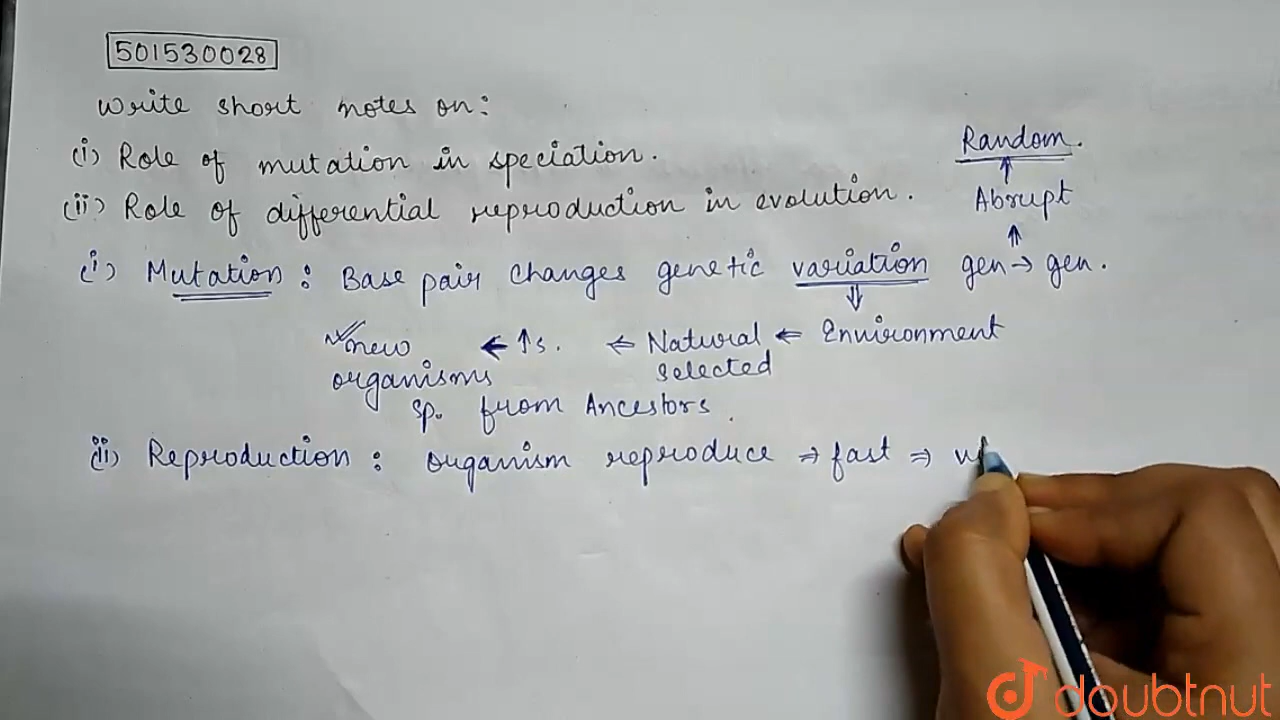 501530028
Write short notes on:
(i) Role of mutation in speciation.
Random.
(ii) Role of differential reproduction in evolution.
Abrupt
(i) Mutation : Base pair changes genetic variation gen → gen.
new ← ↑s. ⇐ Natural ⇐ Environment
organisms selected
sp. from Ancestors.
(ii) Reproduction : organism reproduce ⇒ fast ⇒
doubtnut